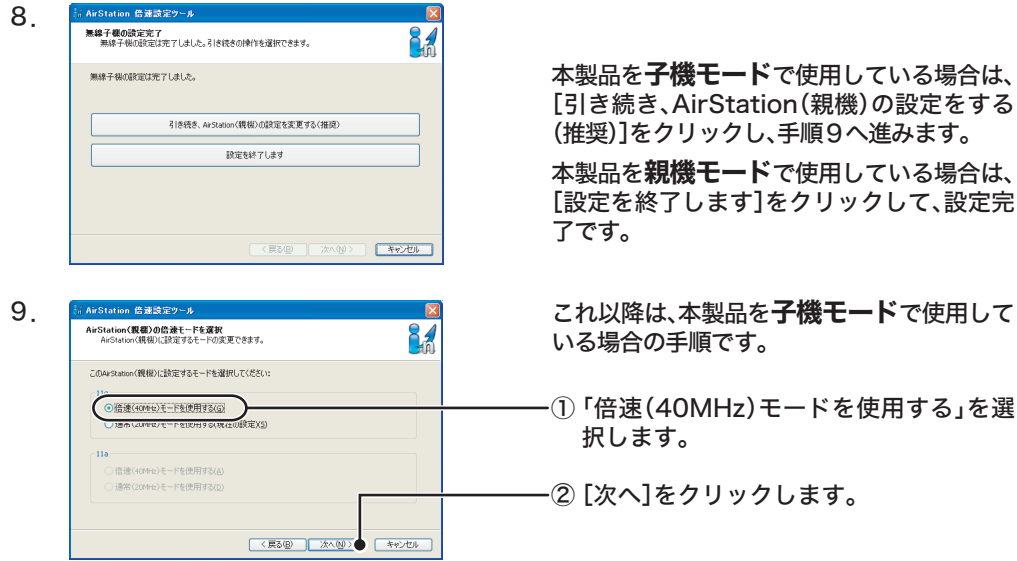 8.
AirStation 倍速設定ツール
無線子機の設定完了
無線子機の設定は完了しました。引き続きの操作を選択できます。
無線子機の設定は完了しました。
引き続き、AirStation(親機)の設定を変更する(推奨)
設定を終了します
< 戻る(B)
次へ(N) >
キャンセル
本製品を子機モードで使用している場合は、
[引き続き、AirStation(親機)の設定をする
(推奨)]をクリックし、手順9へ進みます。
本製品を親機モードで使用している場合は、
[設定を終了します]をクリックして、設定完
了です。
9.
AirStation 倍速設定ツール
AirStation(親機)の倍速モードを選択
AirStation(親機)に設定するモードの変更できます。
このAirStation(親機)に設定するモードを選択してください:
倍速(40MHz)モードを使用する(G)
通常(20MHz)モードを使用する(現在の設定)(S)
11a
倍速(40MHz)モードを使用する(A)
通常(20MHz)モードを使用する(D)
< 戻る(B)
次へ(N) >
キャンセル
これ以降は、本製品を子機モードで使用して
いる場合の手順です。
①「倍速(40MHz)モードを使用する」を選
択します。
②[次へ]をクリックします。